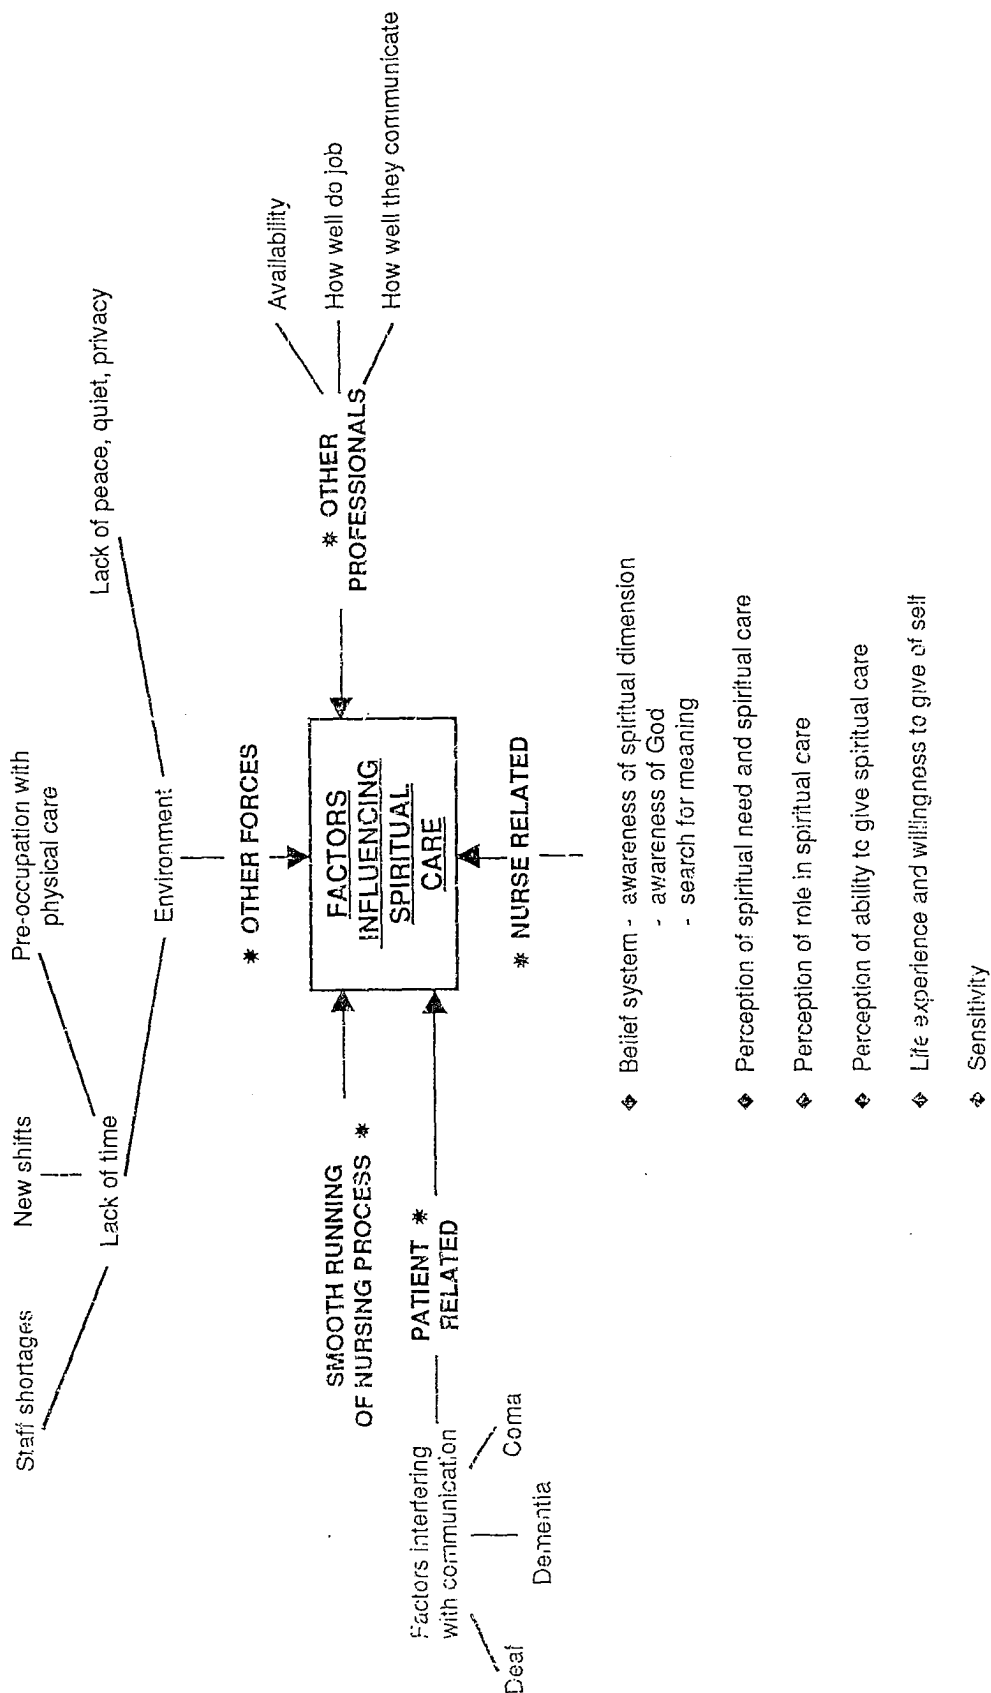 Staff shortages
New shifts
Pre-occupation with
physical care
Lack of time
Environment
Lack of peace, quiet, privacy
* OTHER FORCES
SMOOTH RUNNING
OF NURSING PROCESS *
PATIENT *
RELATED
Factors interfering
with communication
Deaf
Dementia
Coma
FACTORS
INFLUENCING
SPIRITUAL
CARE
* OTHER
PROFESSIONALS
Availability
How well do job
How well they communicate
* NURSE RELATED
Belief system - awareness of spiritual dimension
- awareness of God
- search for meaning
Perception of spiritual need and spiritual care
Perception of role in spiritual care
Perception of ability to give spiritual care
Life experience and willingness to give of self
Sensitivity